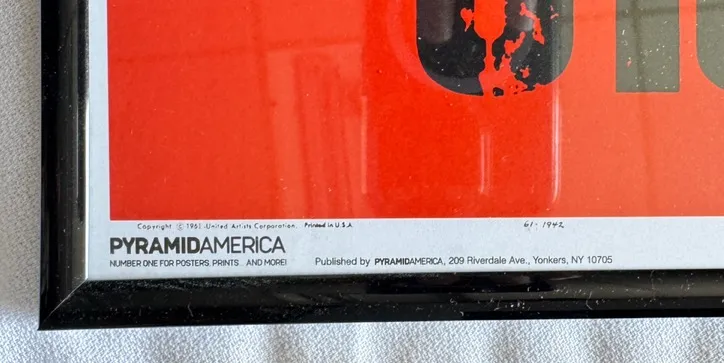 Copyright © 1961 United Artists Corporation. Printed in U.S.A. 61-1942
PYRAMIDAMERICA
NUMBER ONE FOR POSTERS, PRINTS... AND MORE!
Published by PYRAMIDAMERICA, 209 Riverdale Ave., Yonkers, NY 10705